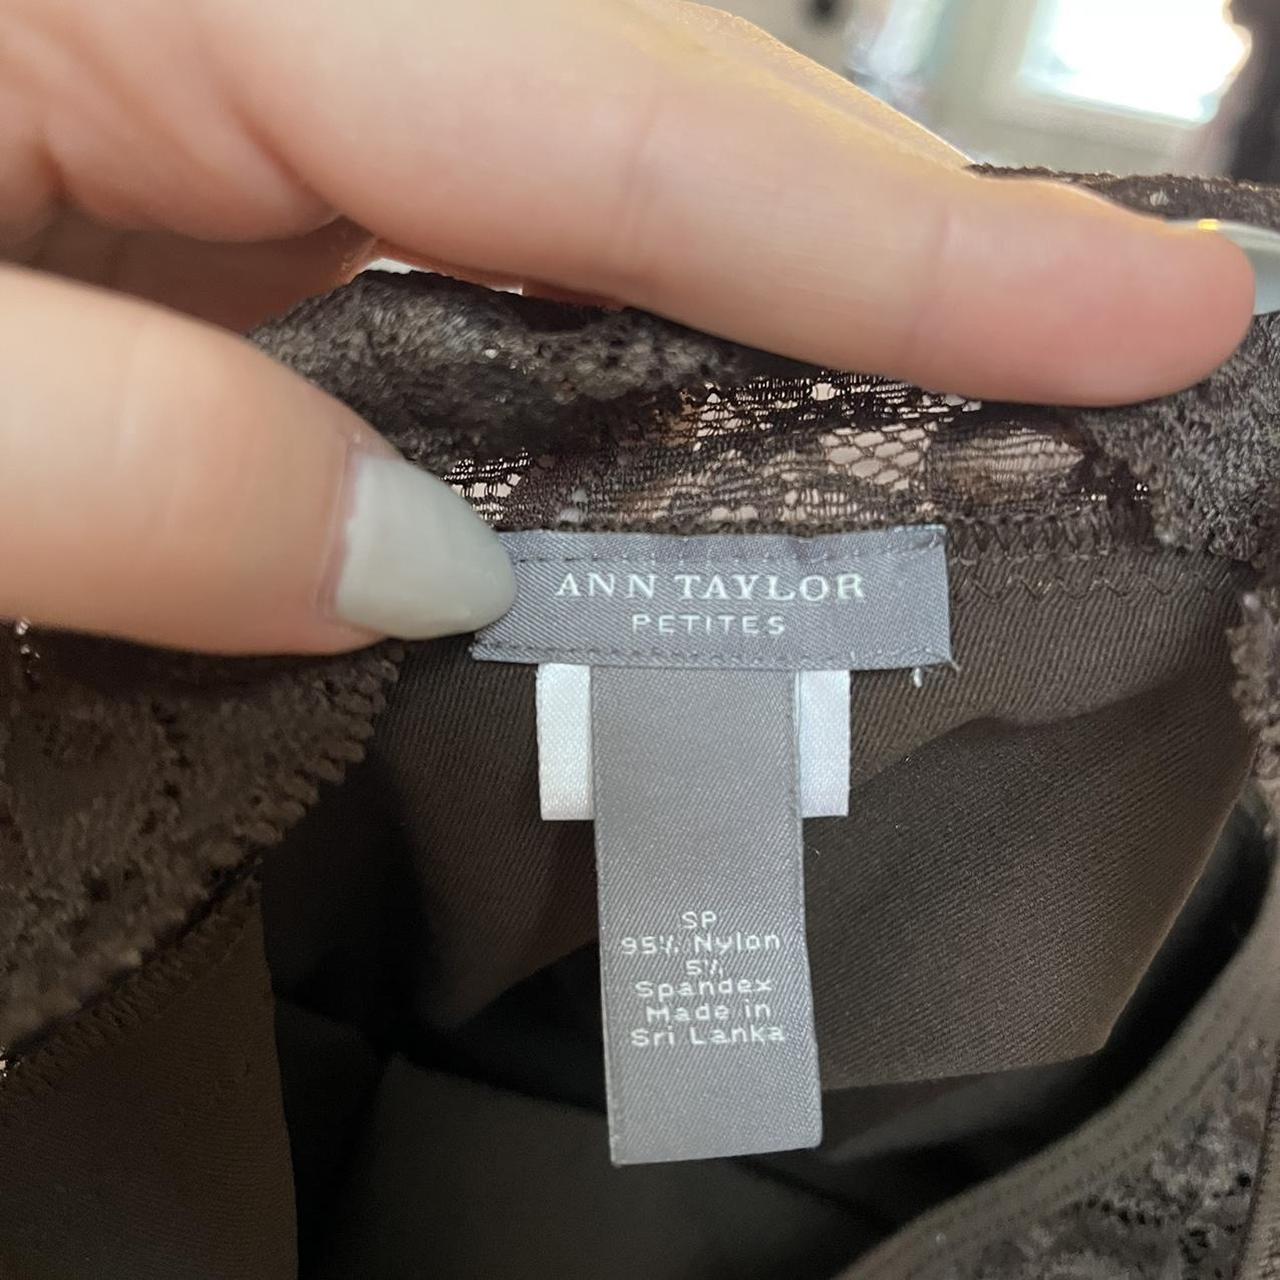 ANN TAYLOR
PETITES
SP
95% Nylon
5%
Spandex
Made in
Sri Lanka